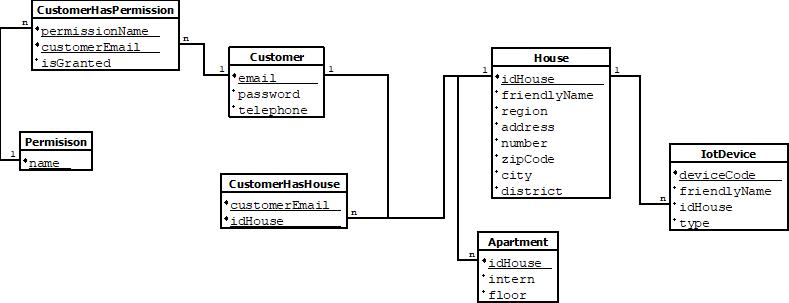 CustomerHasPermission
n
permissionName
customerEmail
n
isGranted
Customer
1
email
1
password
telephone
House
1
idHouse
1
friendlyName
region
address
number
zipCode
city
district
Permisison
1
name
IotDevice
deviceCode
friendlyName
n
idHouse
type
CustomerHasHouse
customerEmail
idHouse
n
Apartment
n
idHouse
intern
floor